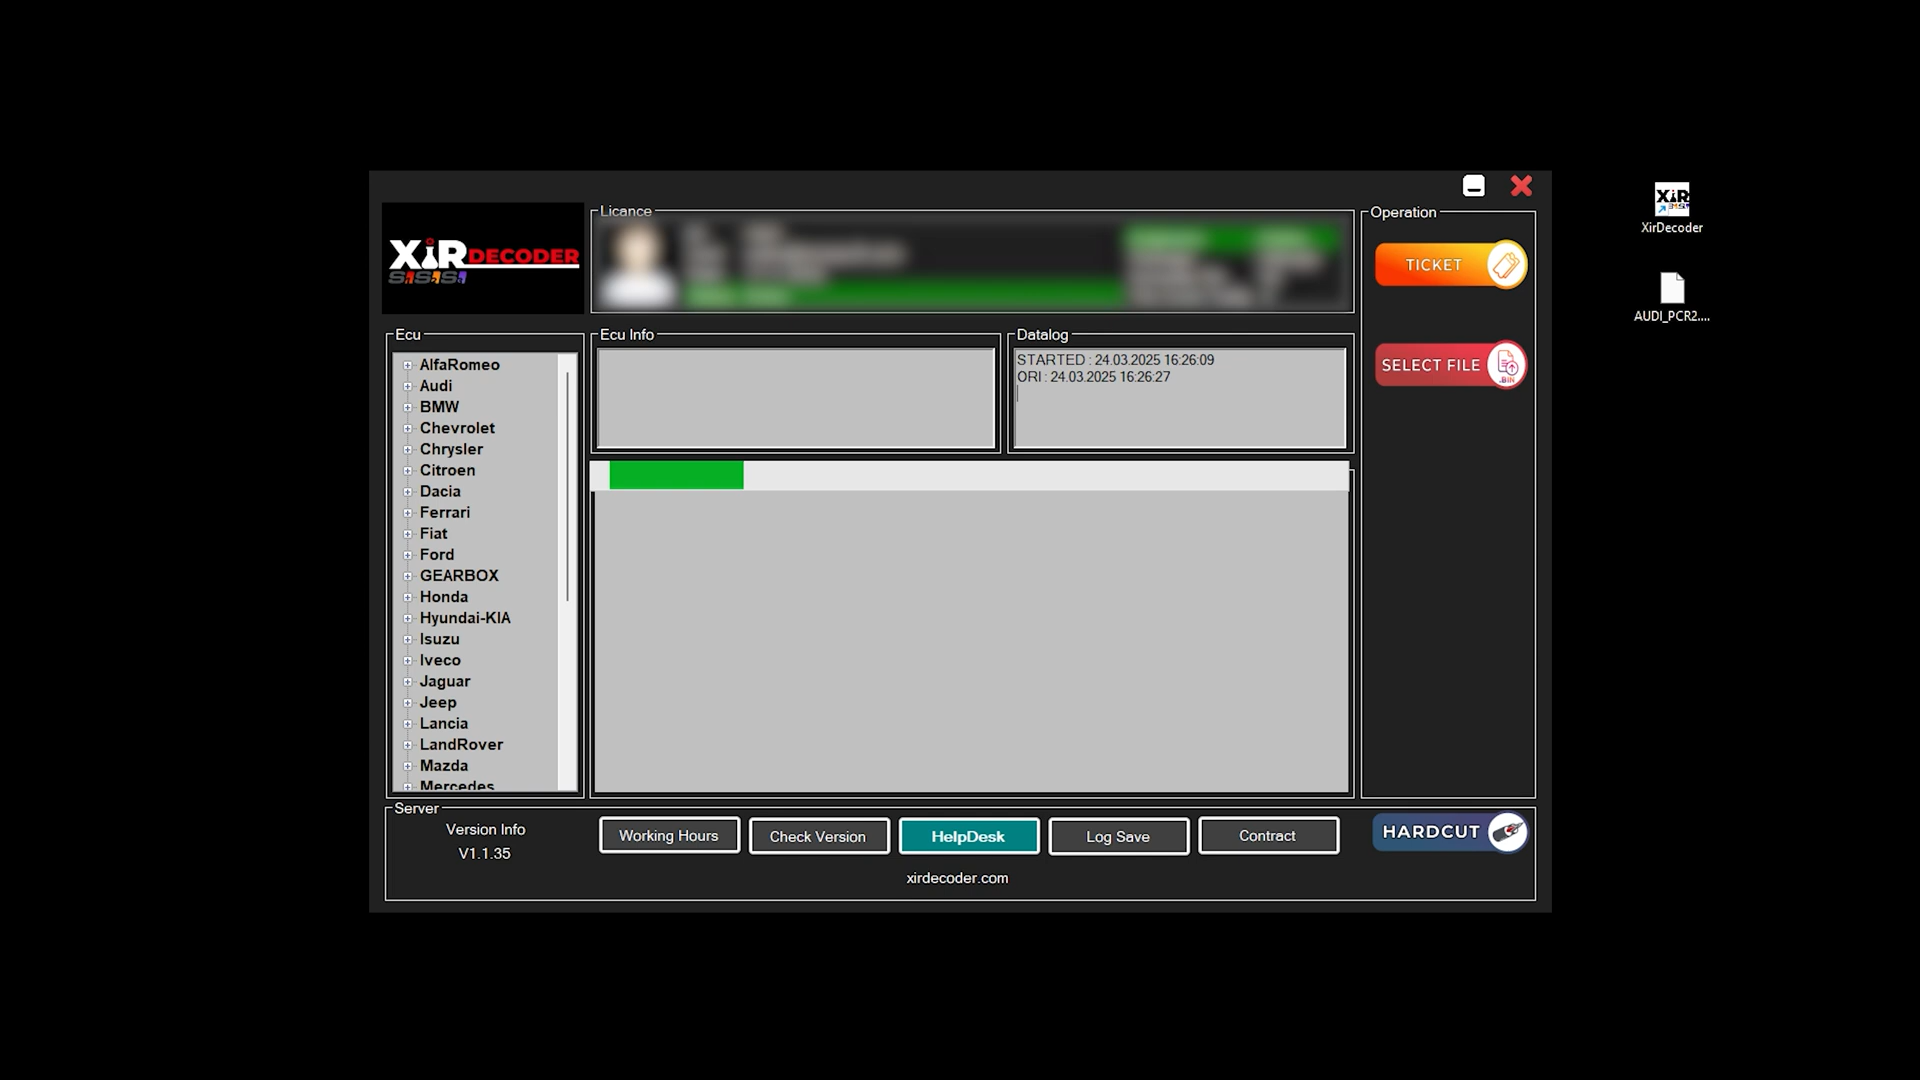 XiRDECODER
Licance
Operation
TICKET
SELECT FILE
.BIN
Ecu
AlfaRomeo
Audi
BMW
Chevrolet
Chrysler
Citroen
Dacia
Ferrari
Fiat
Ford
GEARBOX
Honda
Hyundai-KIA
Isuzu
Iveco
Jaguar
Jeep
Lancia
LandRover
Mazda
Mercedes
Ecu Info
Datalog
STARTED : 24.03.2025 16:26:09
ORI : 24.03.2025 16:26:27
Server
Version Info
V1.1.35
Working Hours
Check Version
HelpDesk
Log Save
Contract
HARDCUT
xirdecoder.com
XiR
XirDecoder
AUDI_PCR2....